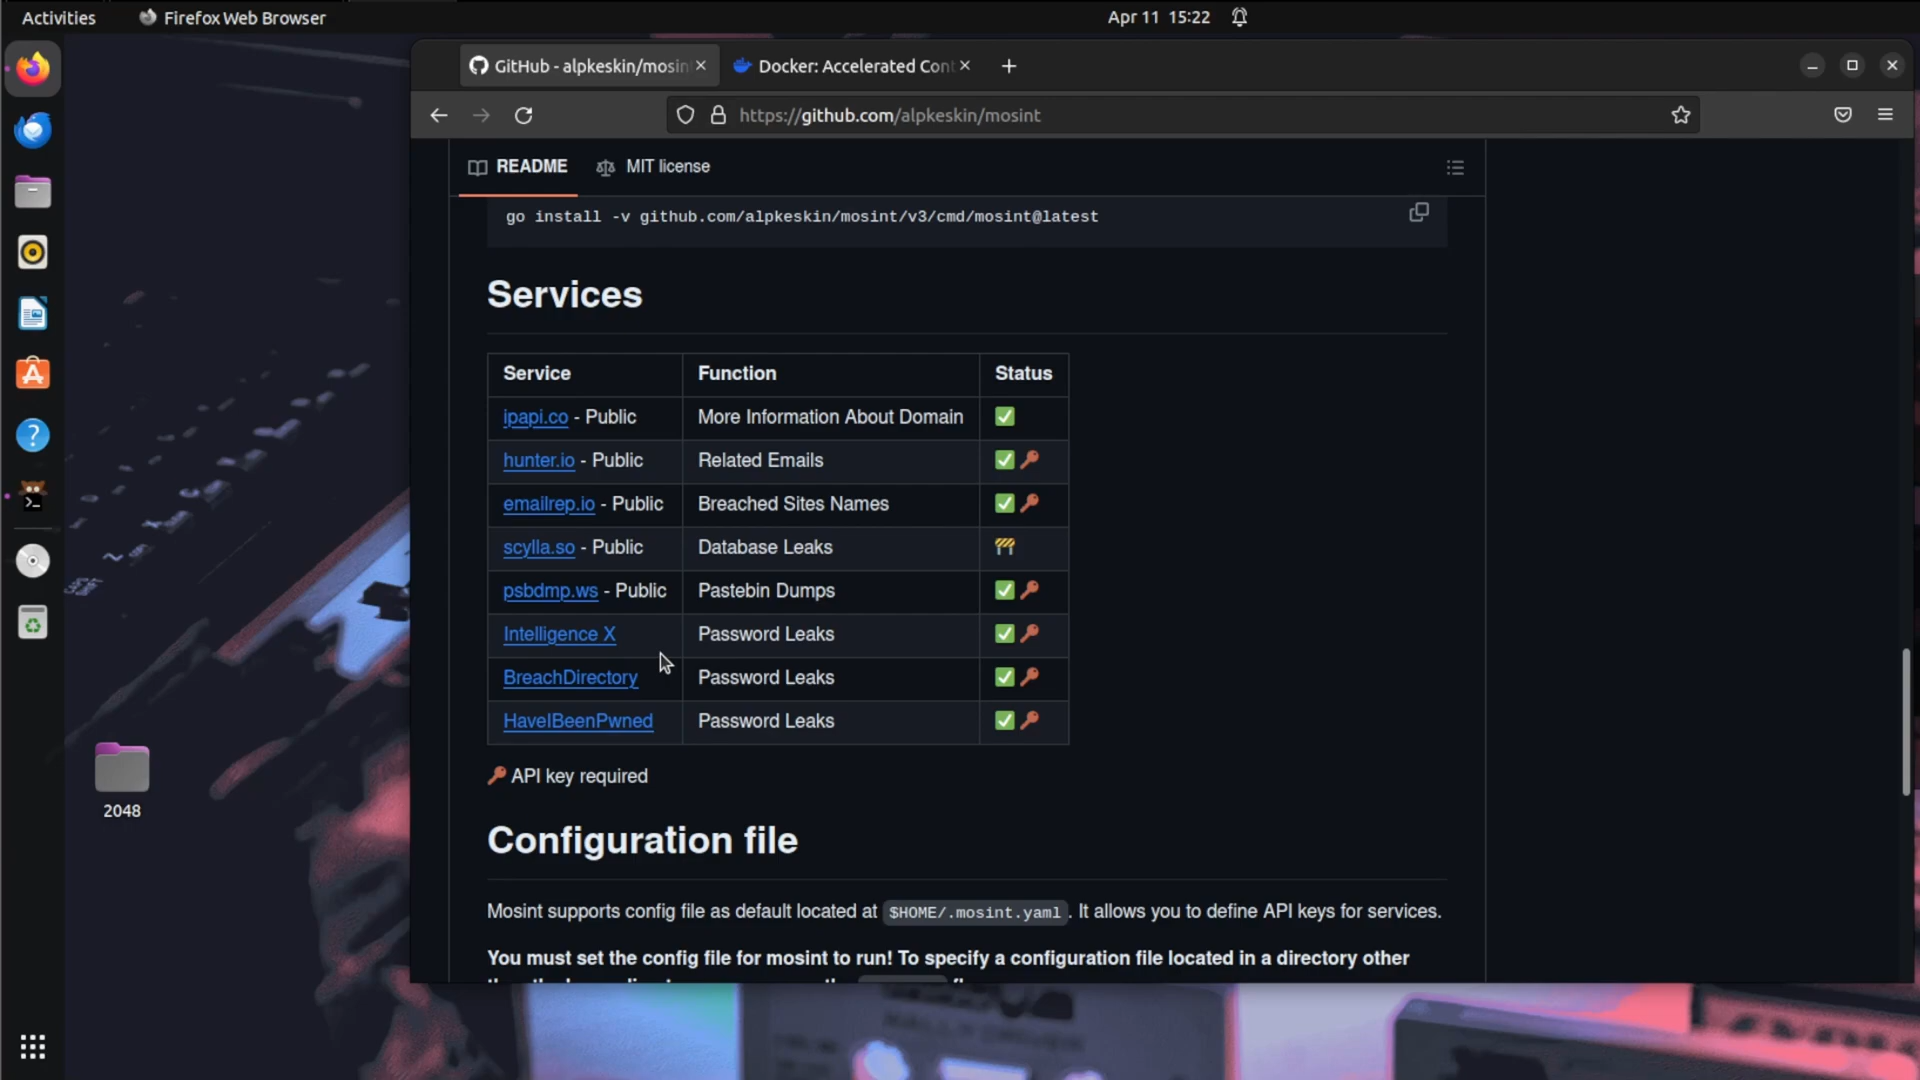 Activities
Firefox Web Browser
Apr 11 15:22
GitHub - alpkeskin/mosin
Docker: Accelerated Cont
https://github.com/alpkeskin/mosint
README
MIT license
go install -v github.com/alpkeskin/mosint/v3/cmd/mosint@latest
Services
Service Function Status
ipapi.co - Public More Information About Domain
hunter.io - Public Related Emails
emailrep.io - Public Breached Sites Names
scylla.so - Public Database Leaks
psbdmp.ws - Public Pastebin Dumps
Intelligence X Password Leaks
BreachDirectory Password Leaks
HaveIBeenPwned Password Leaks
API key required
2048
Configuration file
Mosint supports config file as default located at $HOME/.mosint.yaml. It allows you to define API keys for services.
You must set the config file for mosint to run! To specify a configuration file located in a directory other